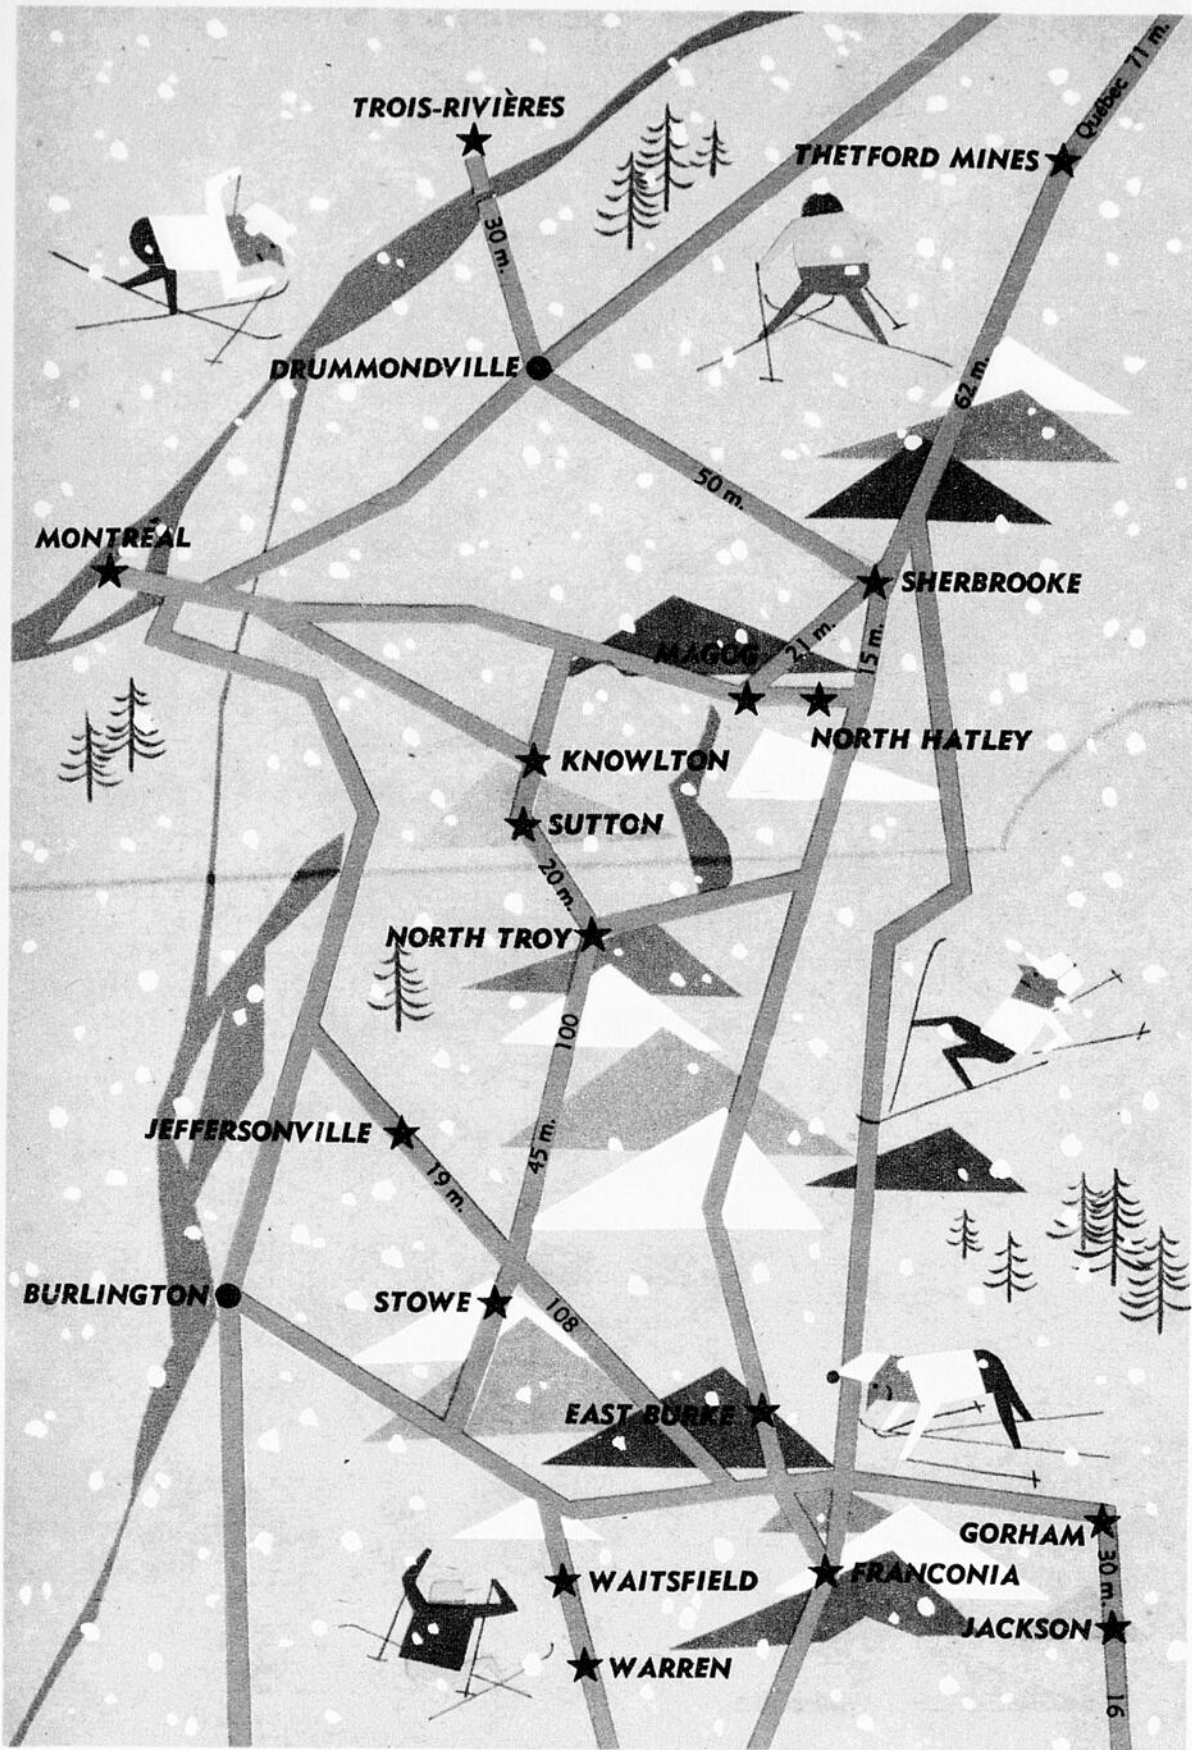 TROIS-RIVIÈRES
Québec 71 m.
THETFORD MINES
30 m.
DRUMMONDVILLE
62 m.
50 m.
MONTRÉAL
SHERBROOKE
21 m.
15 m.
MAGOG
NORTH HATLEY
KNOWLTON
SUTTON
20 m.
NORTH TROY
100
JEFFERSONVILLE
45 m.
19 m.
BURLINGTON
STOWE
108
EAST BURKE
GORHAM
30 m.
WAITSFIELD
FRANCONIA
JACKSON
WARREN
16